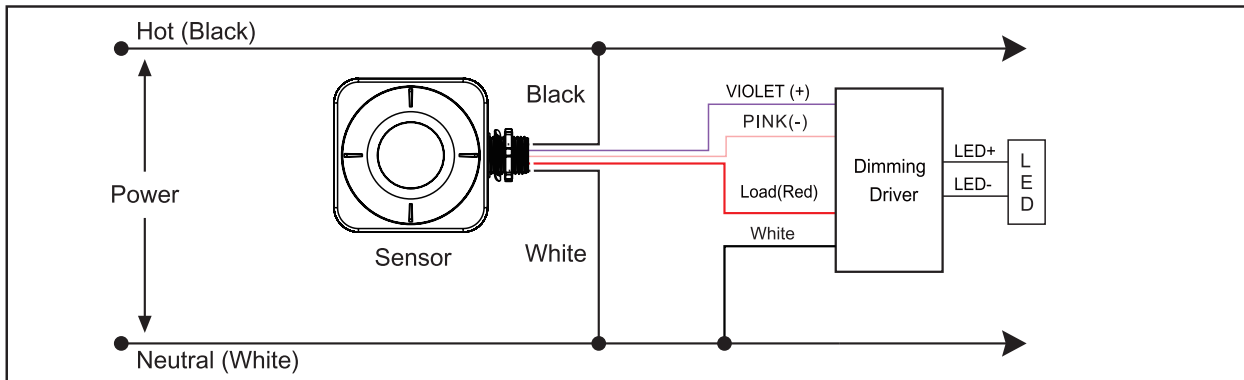 Hot (Black)
Black
VIOLET (+)
PINK(-)
Power
Load(Red)
Dimming
Driver
LED+
LED-
L
E
D
Sensor
White
White
Neutral (White)